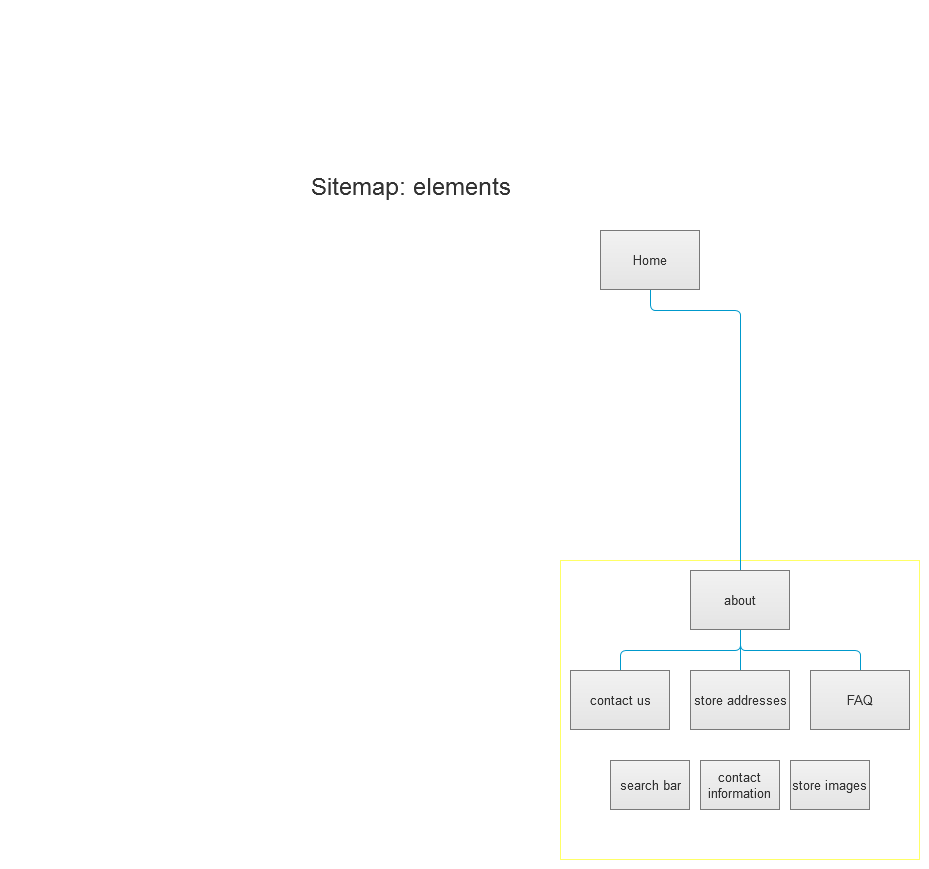 Sitemap: elements
Home
about
contact us
store addresses
FAQ
search bar
contact
information
store images